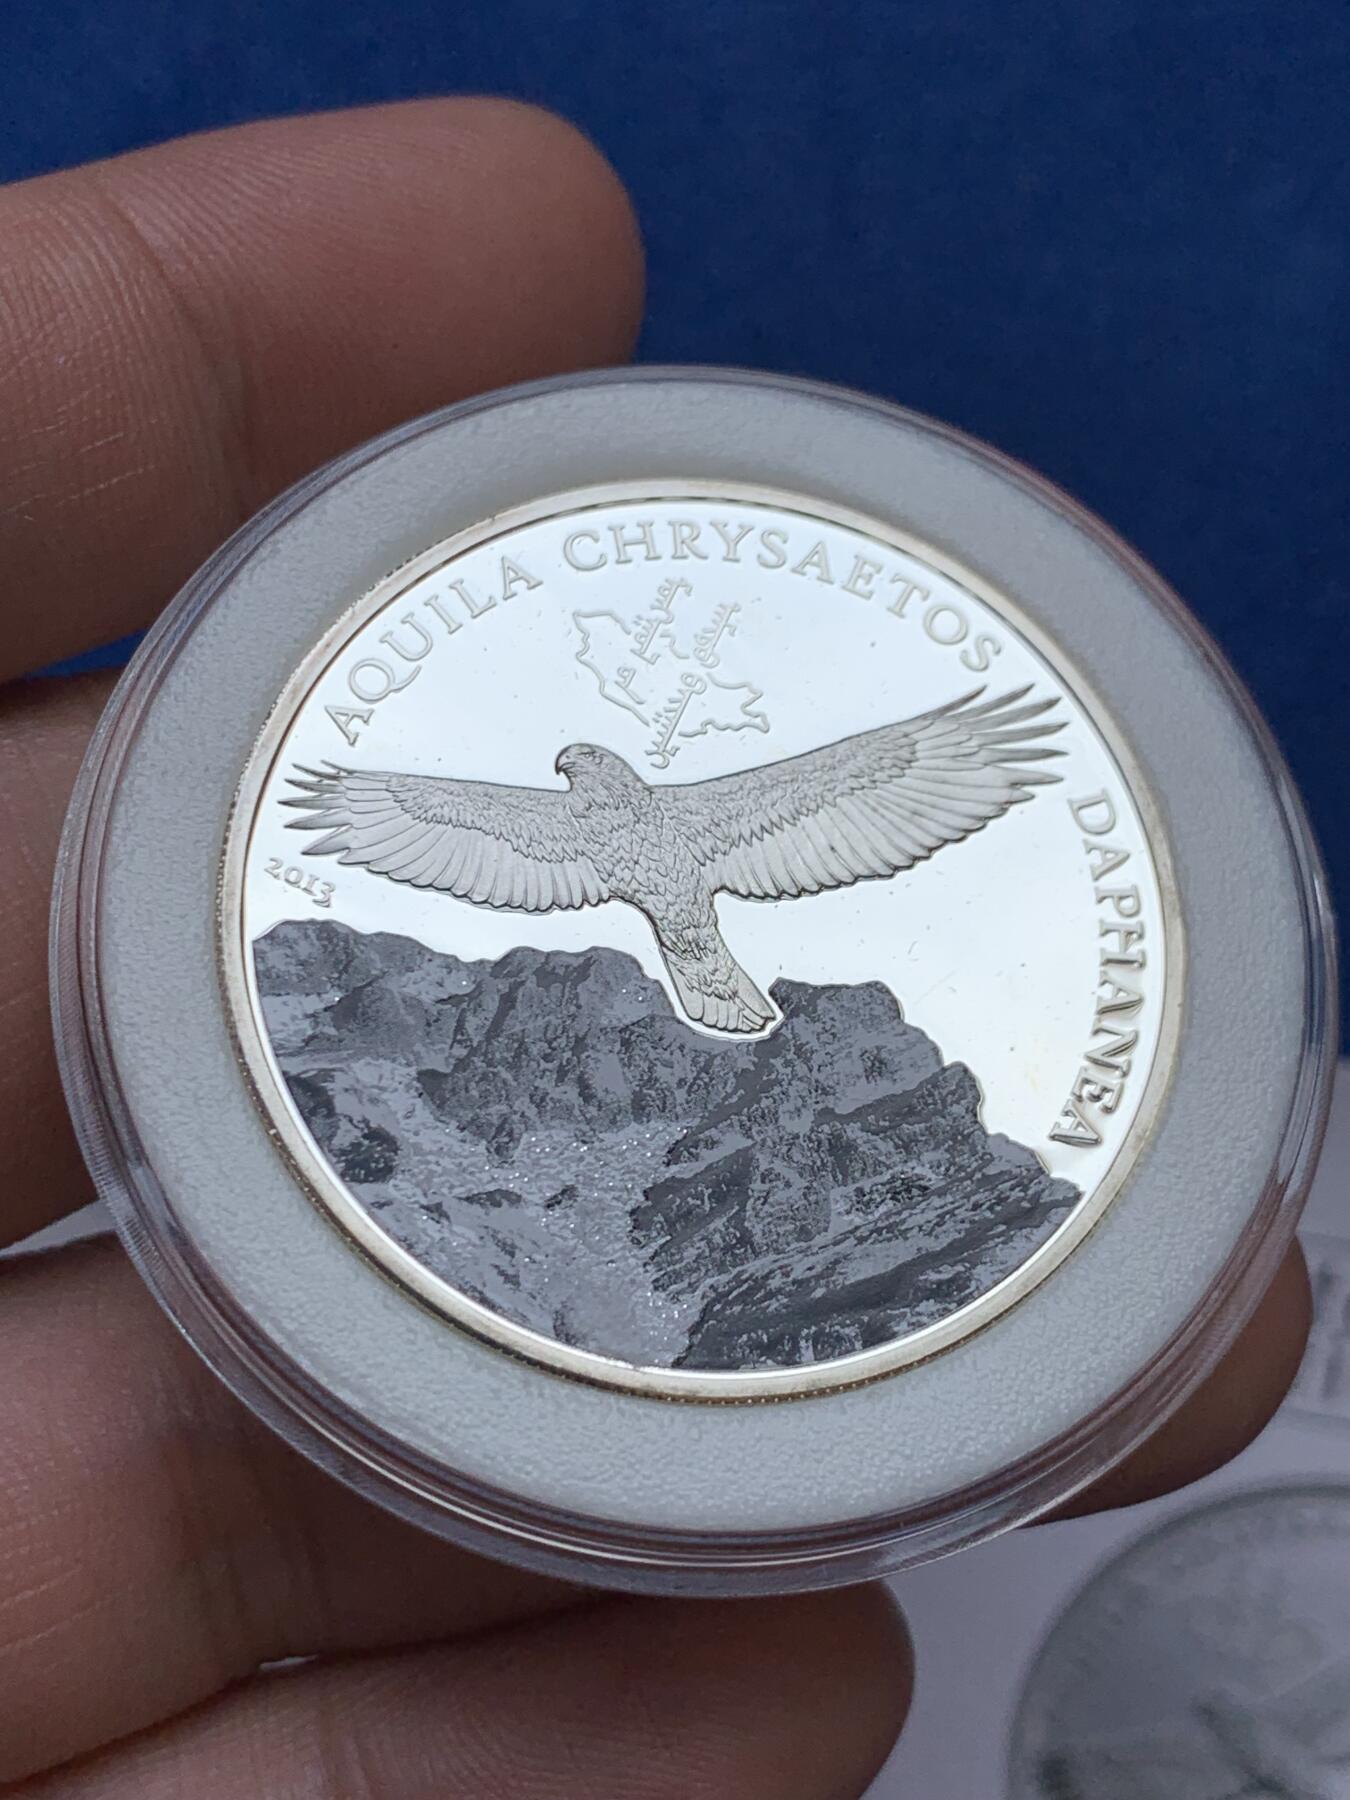 AQUILA CHRYSAETOS
DAPHANEA
2013